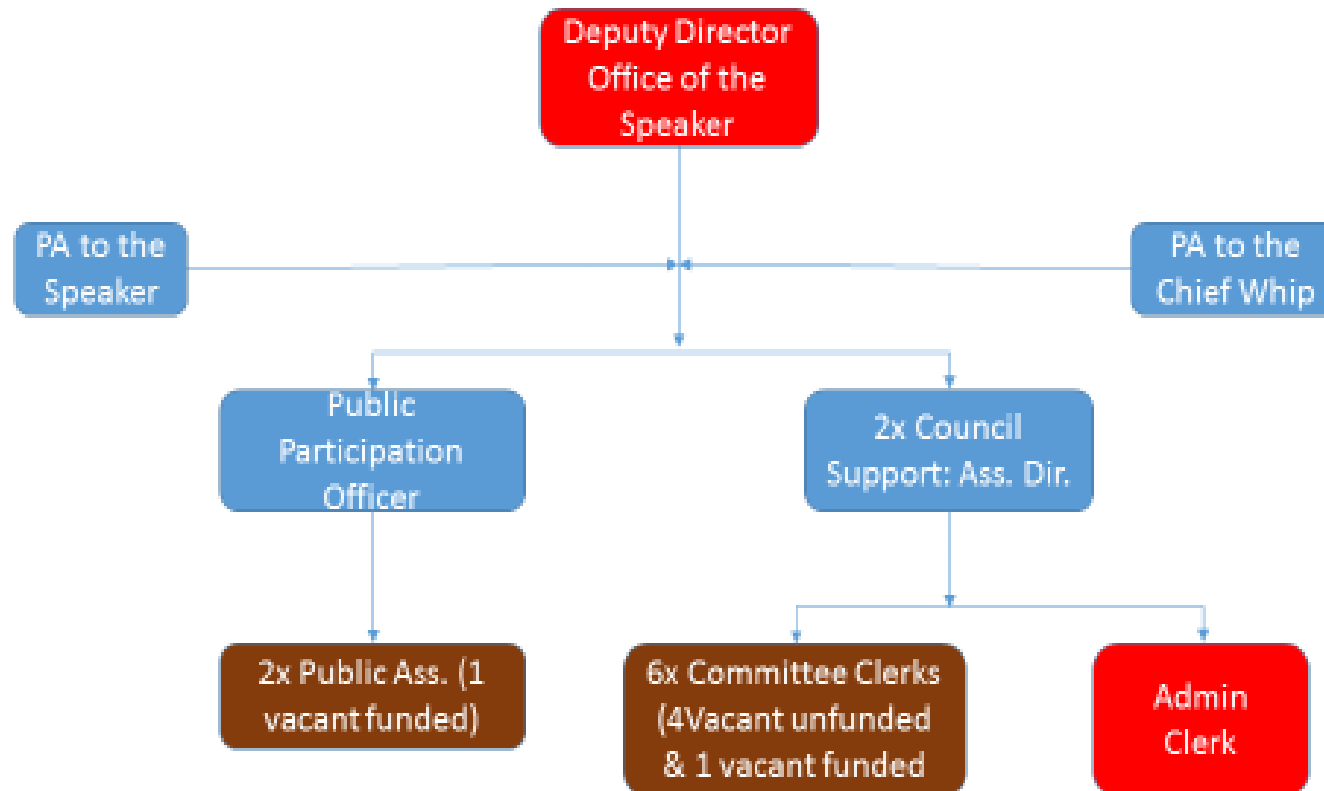 Deputy Director
Office of the
Speaker
PA to the
Speaker
PA to the
Chief Whip
Public
Participation
Officer
2x Council
Support: Ass. Dir.
2x Public Ass. (1
vacant funded)
6x Committee Clerks
(4Vacant unfunded
& 1 vacant funded
Admin
Clerk